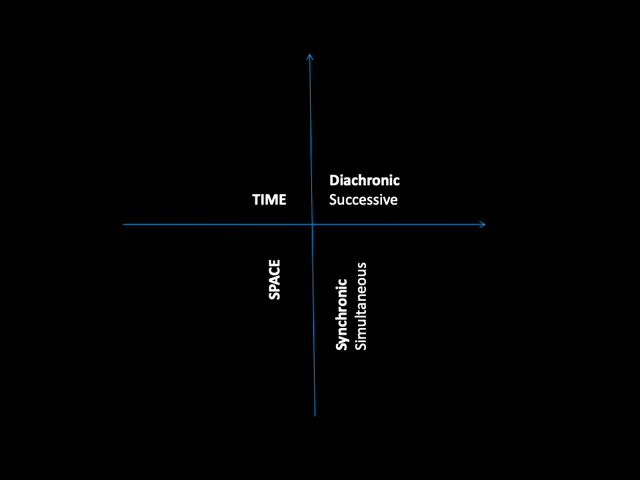 TIME
Diachronic
Successive
SPACE
Synchronic
Simultaneous